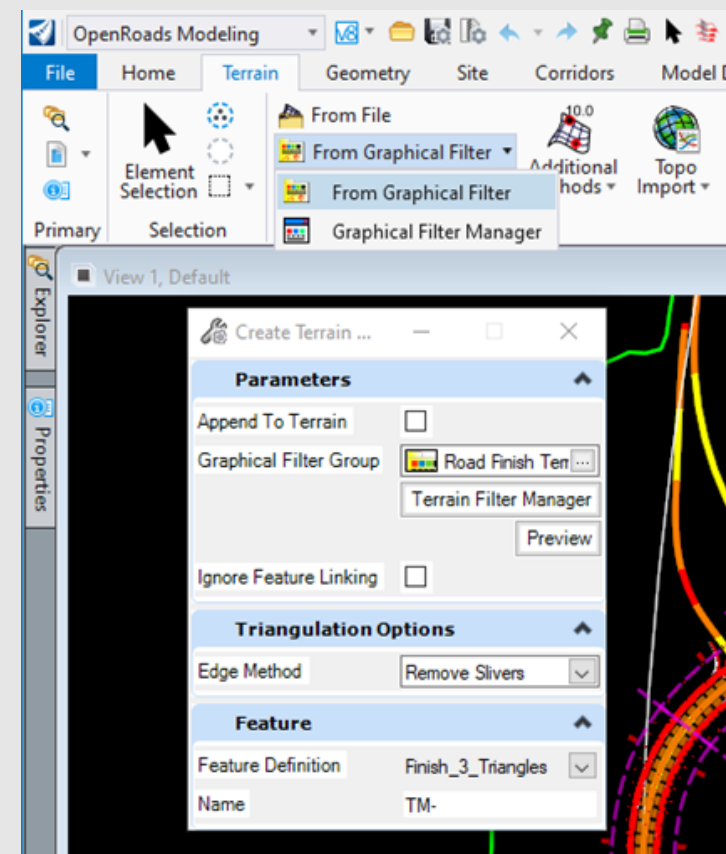 OpenRoads Modeling
File Home Terrain Geometry Site Corridors Model D
From File
From Graphical Filter
10.0
Element
Selection
Additional
Topo
Import
hods
From Graphical Filter
Graphical Filter Manager
Primary Selection
Explorer
Properties
View 1, Default
Create Terrain ...
Parameters
Append To Terrain
Graphical Filter Group Road Finish Terr ...
Terrain Filter Manager
Preview
Ignore Feature Linking
Triangulation Options
Edge Method Remove Slivers
Feature
Feature Definition Finish_3_Triangles
Name TM-